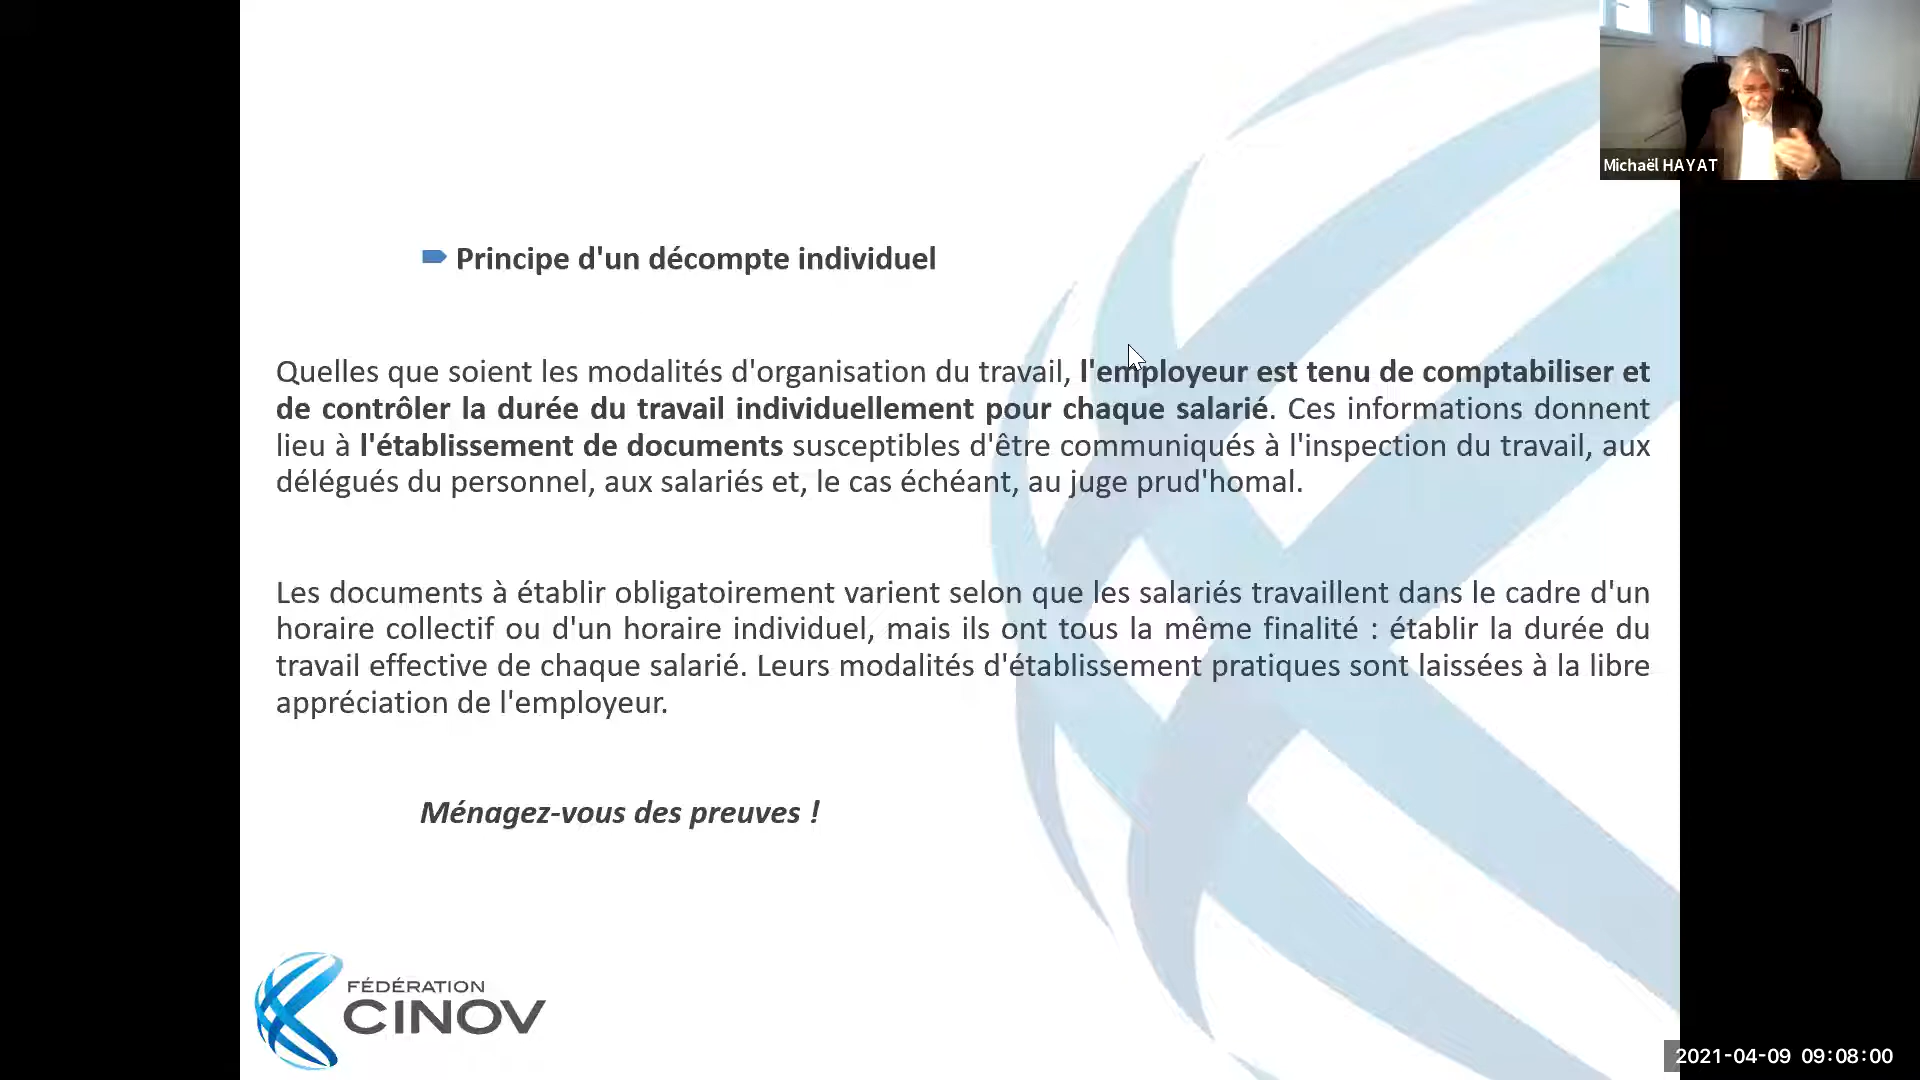 Michaël HAYAT
Principe d'un décompte individuel
Quelles que soient les modalités d'organisation du travail, l'employeur est tenu de comptabiliser et
de contrôler la durée du travail individuellement pour chaque salarié. Ces informations donnent
lieu à l'établissement de documents susceptibles d'être communiqués à l'inspection du travail, aux
délégués du personnel, aux salariés et, le cas échéant, au juge prud'homal.
Les documents à établir obligatoirement varient selon que les salariés travaillent dans le cadre d'un
horaire collectif ou d'un horaire individuel, mais ils ont tous la même finalité : établir la durée du
travail effective de chaque salarié. Leurs modalités d'établissement pratiques sont laissées à la libre
appréciation de l'employeur.
Ménagez-vous des preuves !
FÉDÉRATION
CINOV
2021-04-09 09:08:00